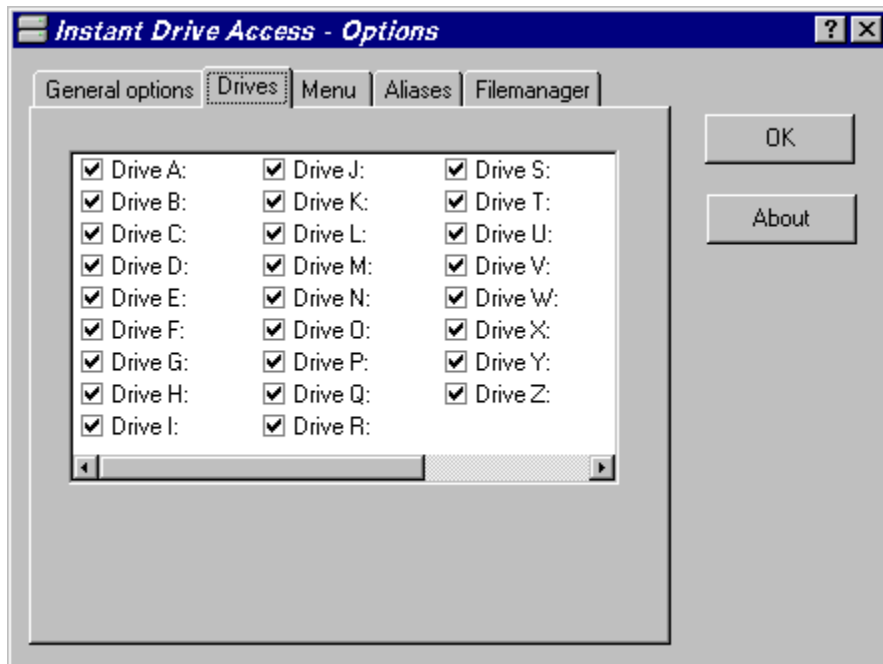 Instant Drive Access - Options
General options Drives Menu Aliases Filemanager
Drive A: Drive J: Drive S:
Drive B: Drive K: Drive T:
Drive C: Drive L: Drive U:
Drive D: Drive M: Drive V:
Drive E: Drive N: Drive W:
Drive F: Drive O: Drive X:
Drive G: Drive P: Drive Y:
Drive H: Drive Q: Drive Z:
Drive I: Drive R:
OK
About